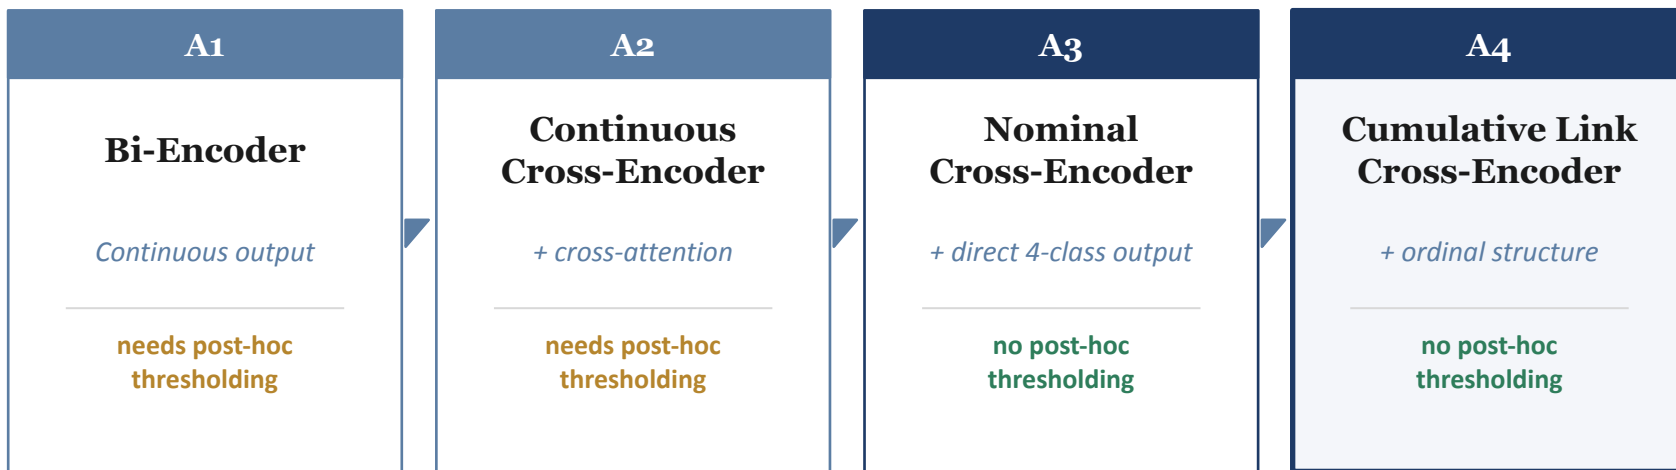 A1
Bi-Encoder
Continuous output
needs post-hoc
thresholding
A2
Continuous
Cross-Encoder
+ cross-attention
needs post-hoc
thresholding
A3
Nominal
Cross-Encoder
+ direct 4-class output
no post-hoc
thresholding
A4
Cumulative Link
Cross-Encoder
+ ordinal structure
no post-hoc
thresholding